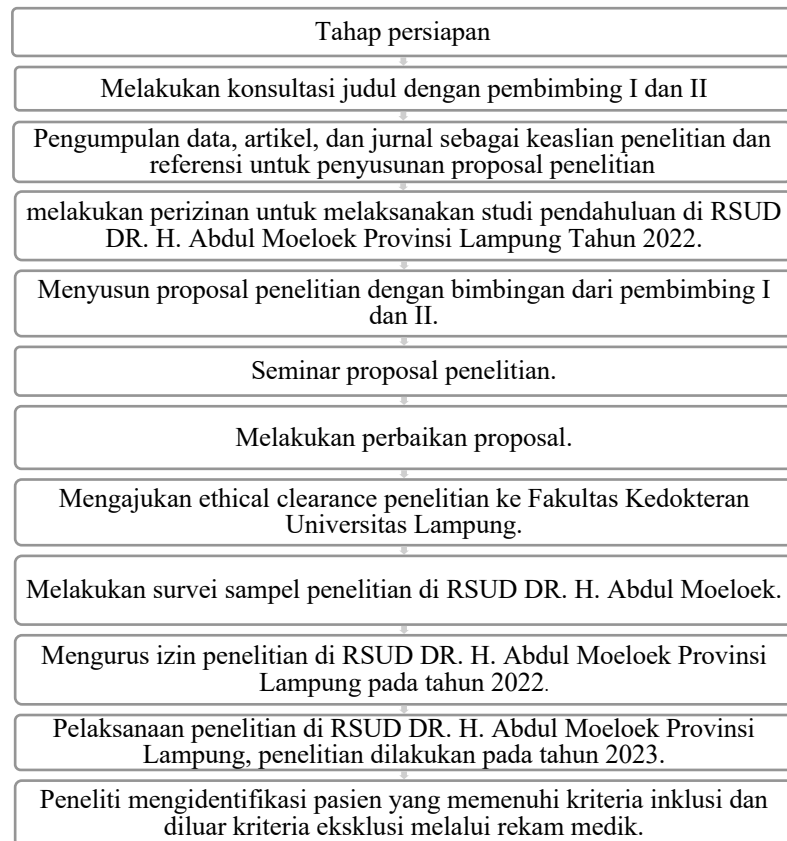 Tahap persiapan
Melakukan konsultasi judul dengan pembimbing I dan II
Pengumpulan data, artikel, dan jurnal sebagai keaslian penelitian dan
referensi untuk penyusunan proposal penelitian
melakukan perizinan untuk melaksanakan studi pendahuluan di RSUD
DR. H. Abdul Moeloek Provinsi Lampung Tahun 2022.
Menyusun proposal penelitian dengan bimbingan dari pembimbing I
dan II.
Seminar proposal penelitian.
Melakukan perbaikan proposal.
Mengajukan ethical clearance penelitian ke Fakultas Kedokteran
Universitas Lampung.
Melakukan survei sampel penelitian di RSUD DR. H. Abdul Moeloek.
Mengurus izin penelitian di RSUD DR. H. Abdul Moeloek Provinsi
Lampung pada tahun 2022.
Pelaksanaan penelitian di RSUD DR. H. Abdul Moeloek Provinsi
Lampung, penelitian dilakukan pada tahun 2023.
Peneliti mengidentifikasi pasien yang memenuhi kriteria inklusi dan
diluar kriteria eksklusi melalui rekam medik.